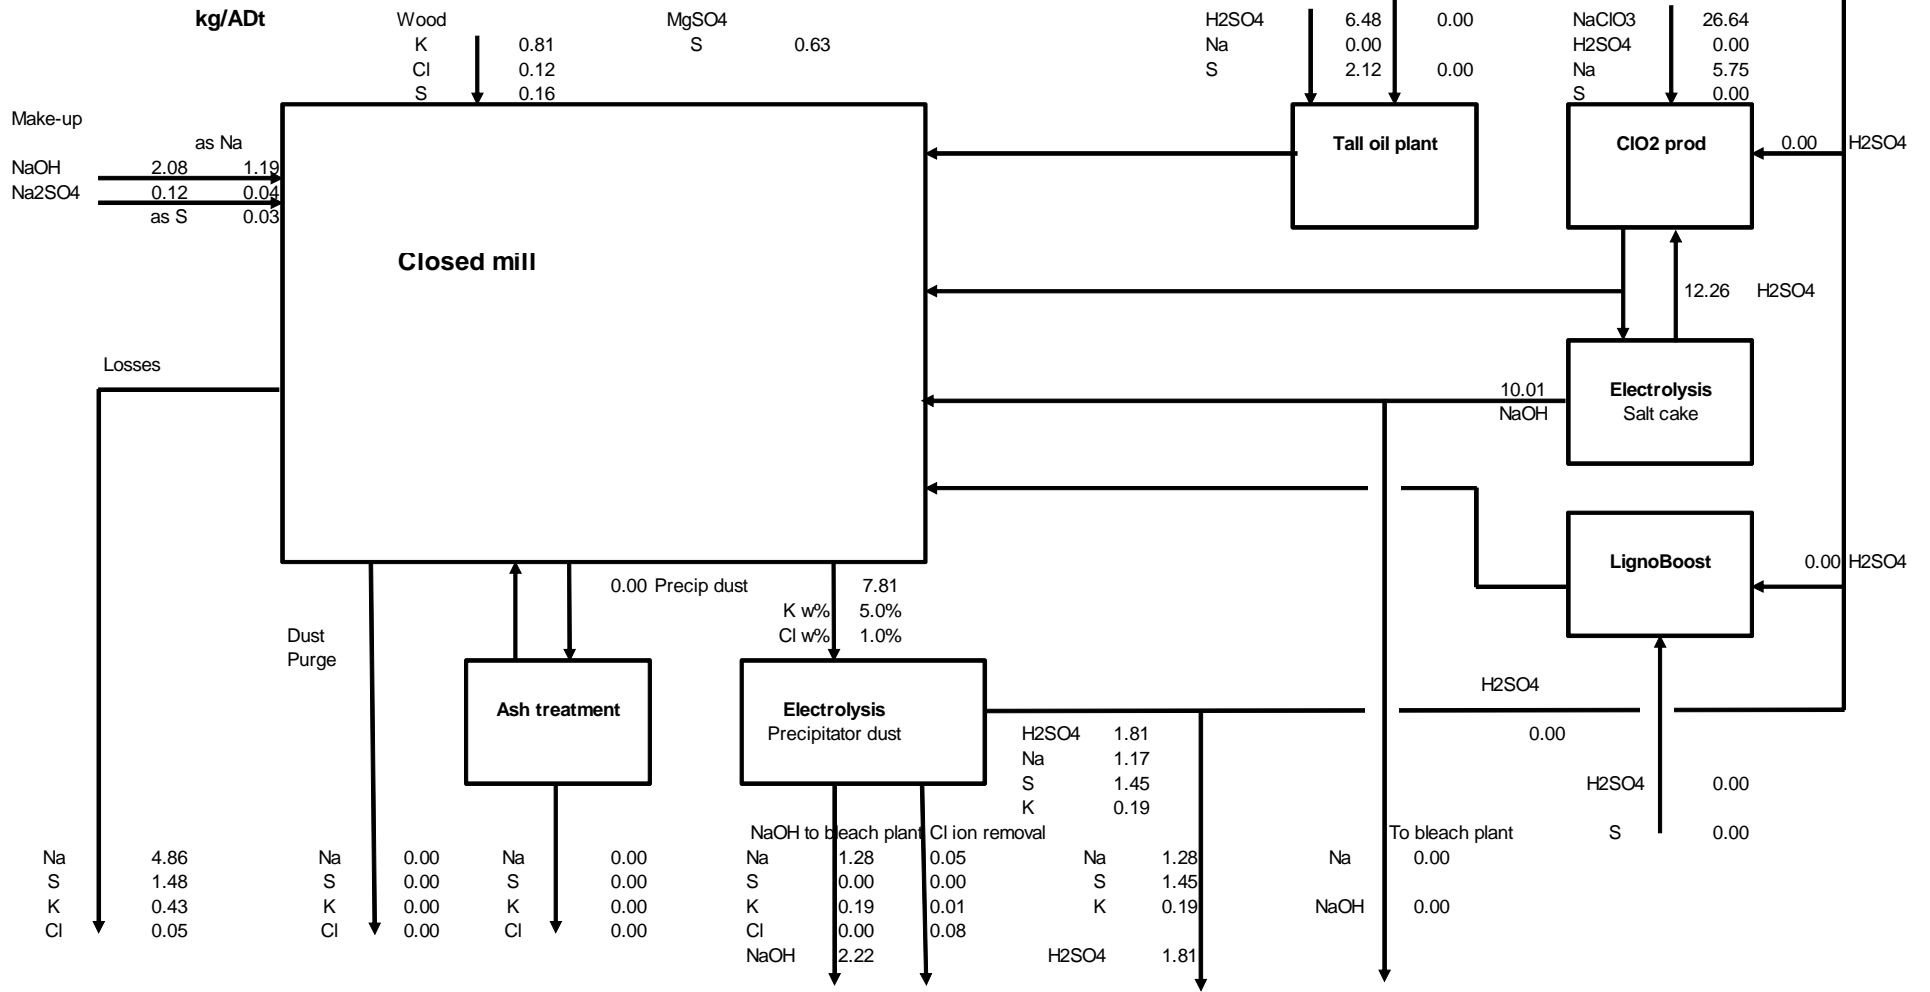 kg/ADt Wood MgSO4 H2SO4 6.48 0.00 NaClO3 26.64
K 0.81 S 0.63 Na 0.00 H2SO4 0.00
Cl 0.12 S 2.12 0.00 Na 5.75
S 0.16 S 0.00
Make-up
as Na Tall oil plant ClO2 prod 0.00 H2SO4
NaOH 2.08 1.19
Na2SO4 0.12 0.04
as S 0.03
Closed mill
12.26 H2SO4
Losses
10.01 Electrolysis
NaOH Salt cake
LignoBoost 0.00 H2SO4
0.00 Precip dust 7.81
K w% 5.0%
Dust Cl w% 1.0%
Purge
H2SO4
Ash treatment Electrolysis
Precipitator dust H2SO4 1.81 0.00
Na 1.17
S 1.45 H2SO4 0.00
K 0.19
NaOH to bleach plant Cl ion removal To bleach plant S 0.00
Na 4.86 Na 0.00 Na 0.00 Na 1.28 0.05 Na 1.28 Na 0.00
S 1.48 S 0.00 S 0.00 S 0.00 0.00 S 1.45
K 0.43 K 0.00 K 0.00 K 0.19 0.01 K 0.19 NaOH 0.00
Cl 0.05 Cl 0.00 Cl 0.00 Cl 0.00 0.08
NaOH 2.22 H2SO4 1.81